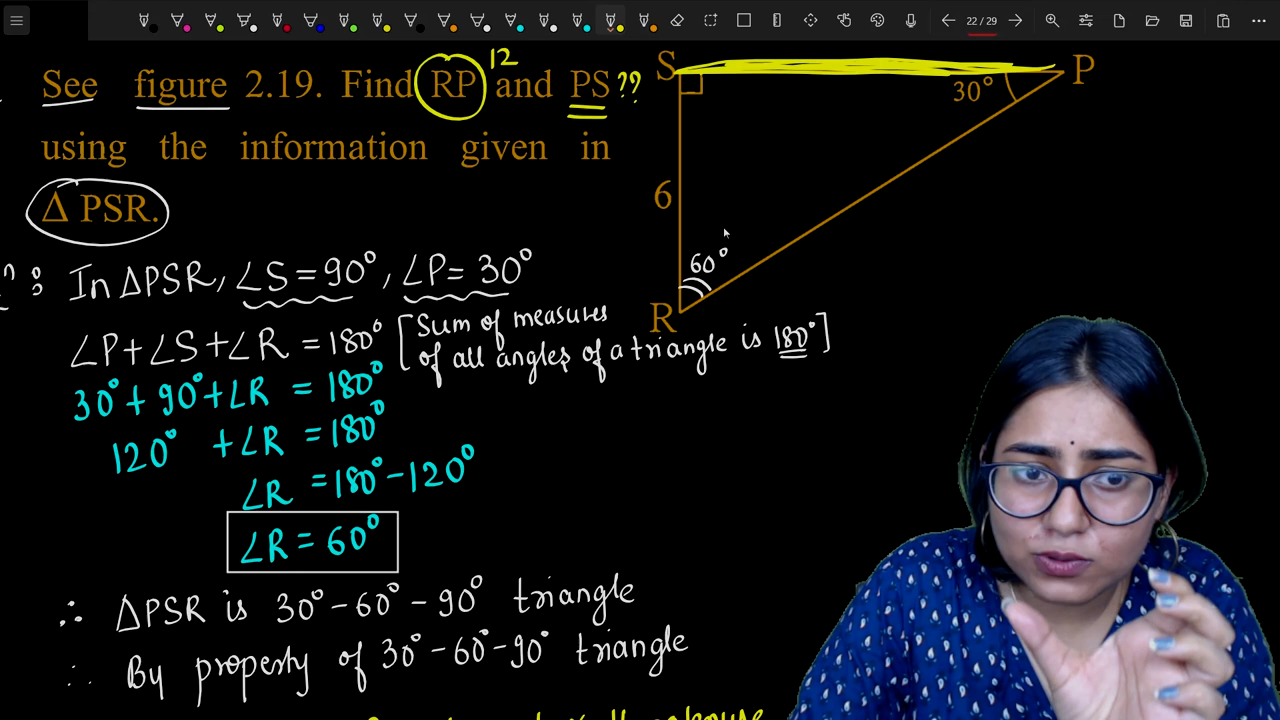 22 / 29
See figure 2.19. Find RP 12 and PS ??
using the information given in
Δ PSR.
S
P
30°
6
60°
R
In ΔPSR, ∠S = 90°, ∠P = 30°
∠P + ∠S + ∠R = 180° [Sum of measures
of all angles of a triangle is 180°]
30° + 90° + ∠R = 180°
120° + ∠R = 180°
∠R = 180° - 120°
∠R = 60°
∴ ΔPSR is 30° - 60° - 90° triangle
∴ By property of 30° - 60° - 90° triangle